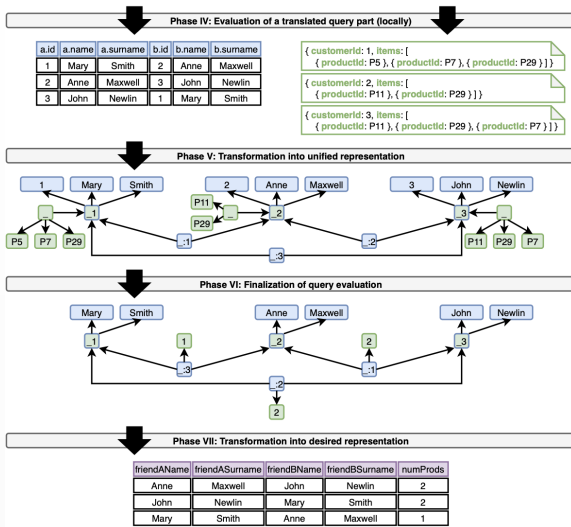 Phase IV: Evaluation of a translated query part (locally)
a.id a.name a.surname b.id b.name b.surname
1 Mary Smith 2 Anne Maxwell
2 Anne Maxwell 3 John Newlin
3 John Newlin 1 Mary Smith
{ customerId: 1, items: [
{ productId: P5 }, { productId: P7 }, { productId: P29 } ] }
{ customerId: 2, items: [
{ productId: P11 }, { productId: P29 } ] }
{ customerId: 3, items: [
{ productId: P11 }, { productId: P29 }, { productId: P7 } ] }
Phase V: Transformation into unified representation
1 Mary Smith 2 Anne Maxwell 3 John Newlin
P11
_ _1 _ _2 _3 _
P29
P5 P7 P29 _:1 _:2 P11 P29 P7
_:3
Phase VI: Finalization of query evaluation
Mary Smith Anne Maxwell John Newlin
_1 1 _2 2 _3
_:3 _:1
_:2
2
Phase VII: Transformation into desired representation
friendAName friendASurname friendBName friendBSurname numProds
Anne Maxwell John Newlin 2
John Newlin Mary Smith 2
Mary Smith Anne Maxwell 1